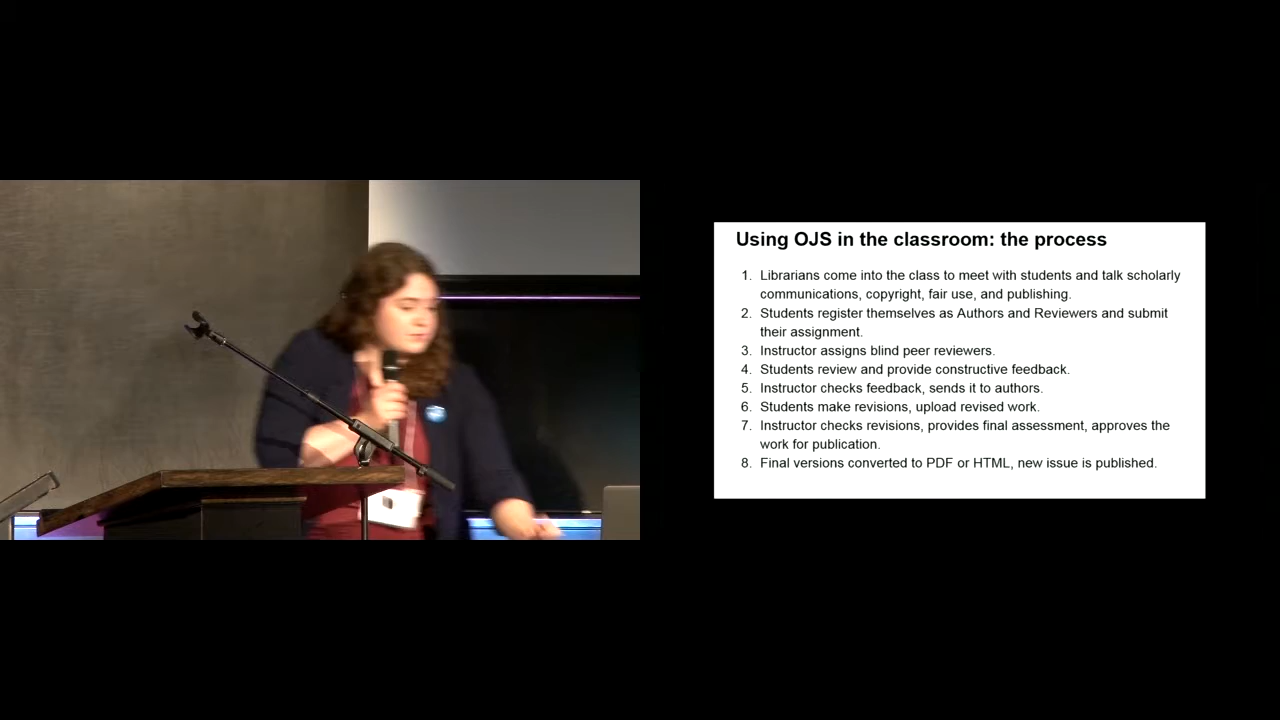 Using OJS in the classroom: the process
1. Librarians come into the class to meet with students and talk scholarly
communications, copyright, fair use, and publishing.
2. Students register themselves as Authors and Reviewers and submit
their assignment.
3. Instructor assigns blind peer reviewers.
4. Students review and provide constructive feedback.
5. Instructor checks feedback, sends it to authors.
6. Students make revisions, upload revised work.
7. Instructor checks revisions, provides final assessment, approves the
work for publication.
8. Final versions converted to PDF or HTML, new issue is published.